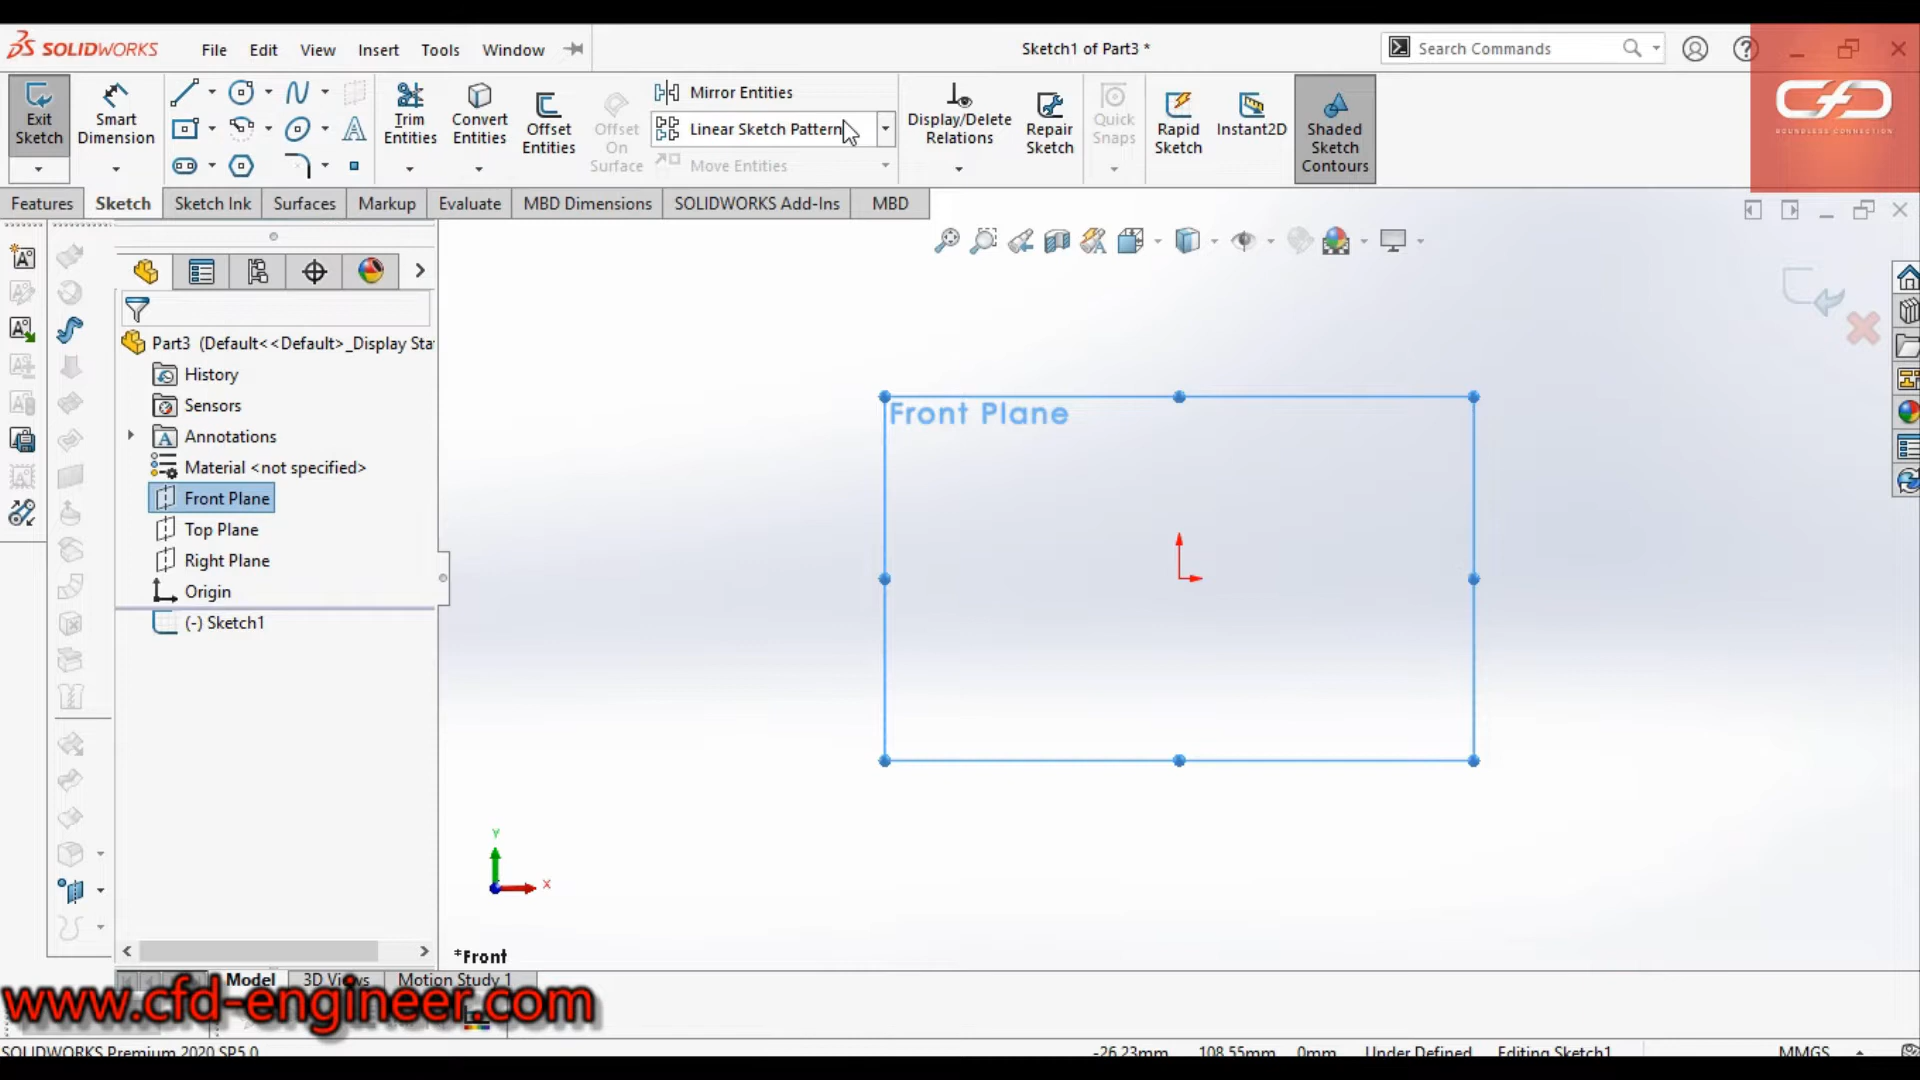 SOLIDWORKS
File Edit View Insert Tools Window
Sketch1 of Part3 *
Search Commands
Exit Sketch
Smart Dimension
Trim Entities
Convert Entities
Offset Entities
Offset On Surface
Mirror Entities
Linear Sketch Pattern
Move Entities
Display/Delete Relations
Repair Sketch
Quick Snaps
Rapid Sketch
Instant2D
Shaded Sketch Contours
CFD
BOUNDLESS CONNECTION
Features Sketch Sketch Ink Surfaces Markup Evaluate MBD Dimensions SOLIDWORKS Add-Ins MBD
Part3 (Default<<Default>_Display Sta
History
Sensors
Annotations
Material <not specified>
Front Plane
Top Plane
Right Plane
Origin
(-) Sketch1
Front Plane
Y
X
*Front
Model 3D Views Motion Study 1
www.cfd-engineer.com
SOLIDWORKS Premium 2020 SP5.0
-26.23mm 108.55mm 0mm Under Defined Editing Sketch1 MMGS